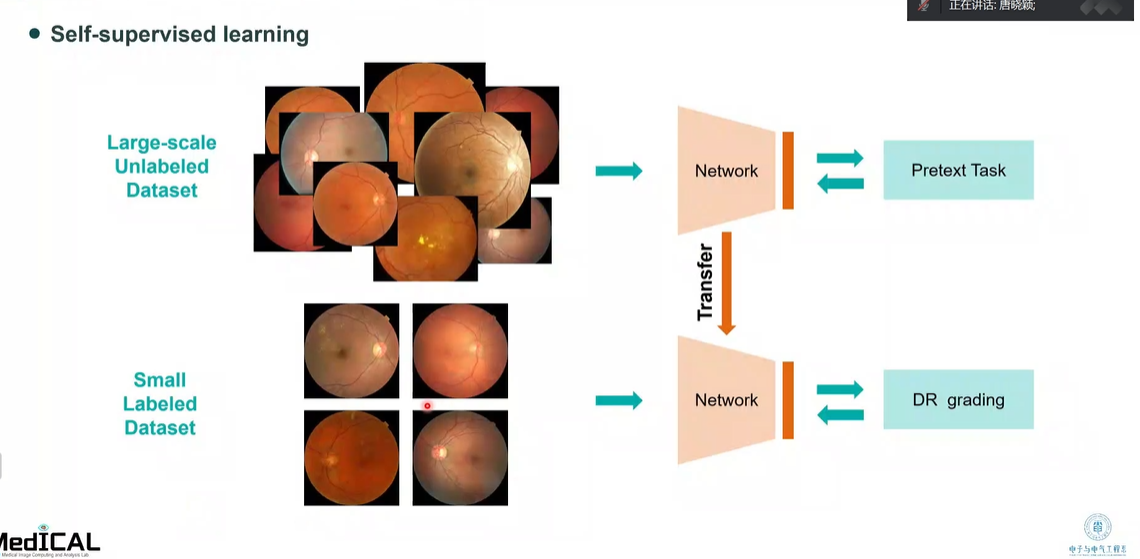 正在讲话: 唐晓颖;
Self-supervised learning
Large-scale
Unlabeled
Dataset
Network
Pretext Task
Transfer
Small
Labeled
Dataset
Network
DR grading
MedICAL
Medical Image Computing and Analysis Lab
电子与电气工程系